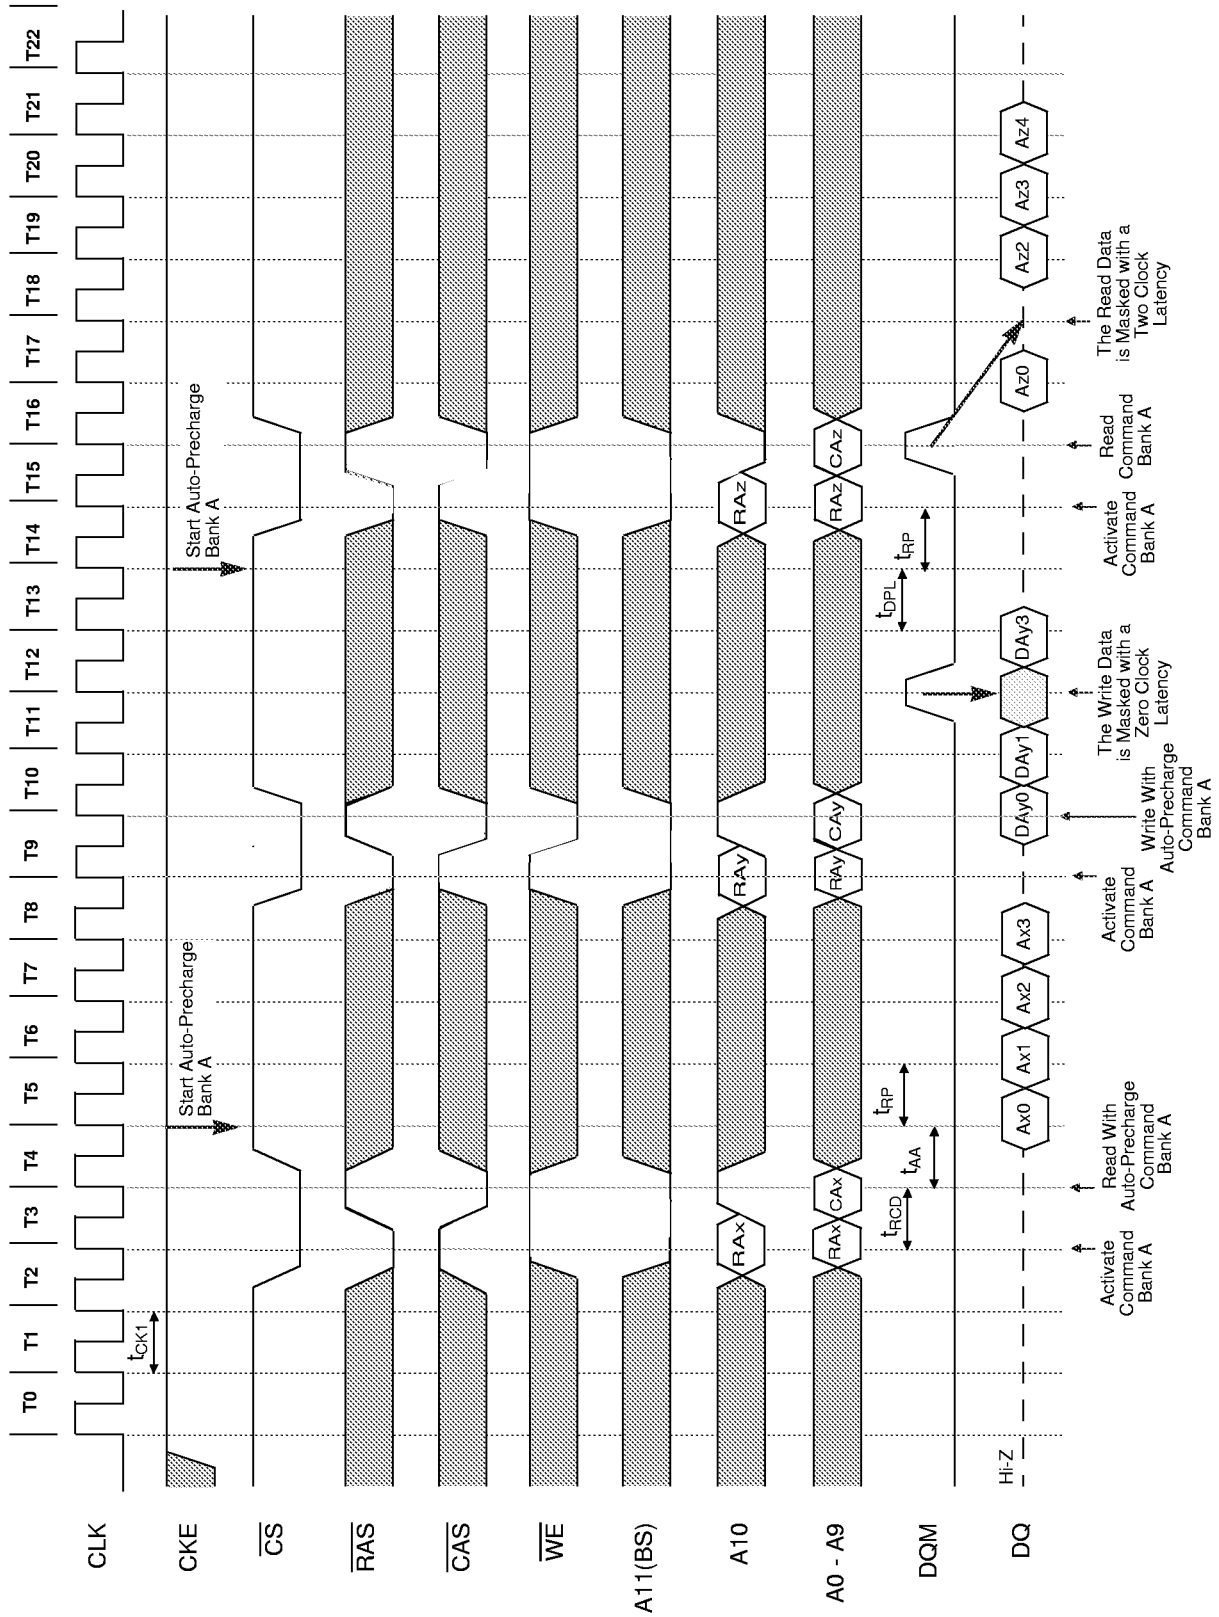 T0 T1 T2 T3 T4 T5 T6 T7 T8 T9 T10 T11 T12 T13 T14 T15 T16 T17 T18 T19 T20 T21 T22
CLK
tCK1
CKE
Start Auto-Precharge
Bank A
Start Auto-Precharge
Bank A
CS
RAS
CAS
WE
A11(BS)
A10
RAx RAy RAz
A0 - A9
RAx CAx RAy CAy RAz CAz
DQM
tRCD
tAA
tRP
tDPL
tRP
DQ
Hi-Z
Ax0 Ax1 Ax2 Ax3 DAy0 DAy1 DAy3 Az0 Az2 Az3 Az4
Activate
Command
Bank A
Read With
Auto-Precharge
Command
Bank A
Activate
Command
Bank A
Write With
Auto-Precharge
Command
Bank A
The Write Data
is Masked with a
Zero Clock
Latency
Activate
Command
Bank A
Read
Command
Bank A
The Read Data
is Masked with a
Two Clock
Latency